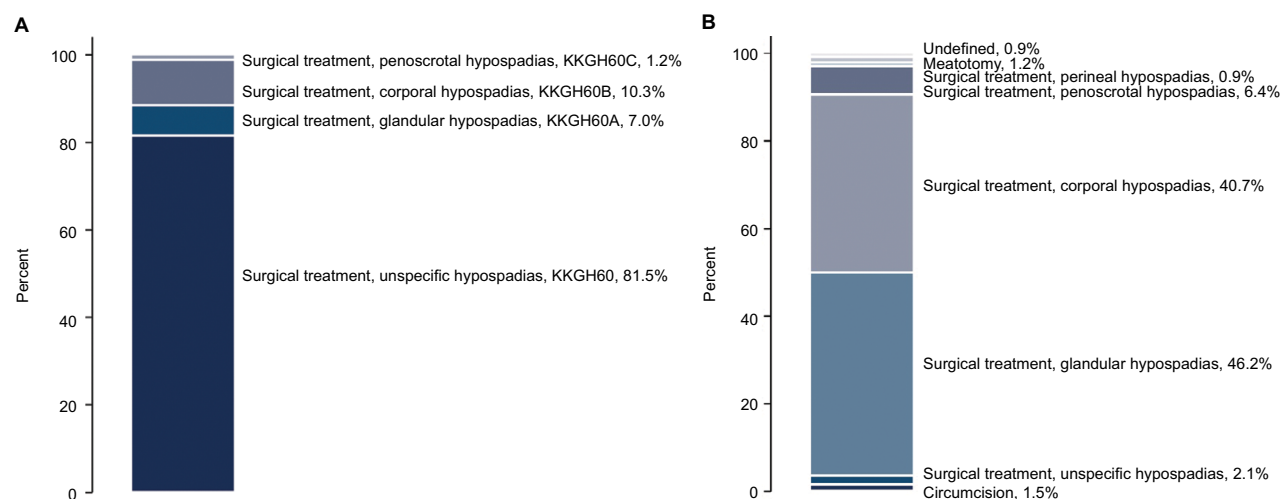 A
100
80
60
40
20
0
Percent
Surgical treatment, penoscrotal hypospadias, KKGH60C, 1.2%
Surgical treatment, corporal hypospadias, KKGH60B, 10.3%
Surgical treatment, glandular hypospadias, KKGH60A, 7.0%
Surgical treatment, unspecific hypospadias, KKGH60, 81.5%
B
100
80
60
40
20
0
Percent
Undefined, 0.9%
Meatotomy, 1.2%
Surgical treatment, perineal hypospadias, 0.9%
Surgical treatment, penoscrotal hypospadias, 6.4%
Surgical treatment, corporal hypospadias, 40.7%
Surgical treatment, glandular hypospadias, 46.2%
Surgical treatment, unspecific hypospadias, 2.1%
Circumcision, 1.5%